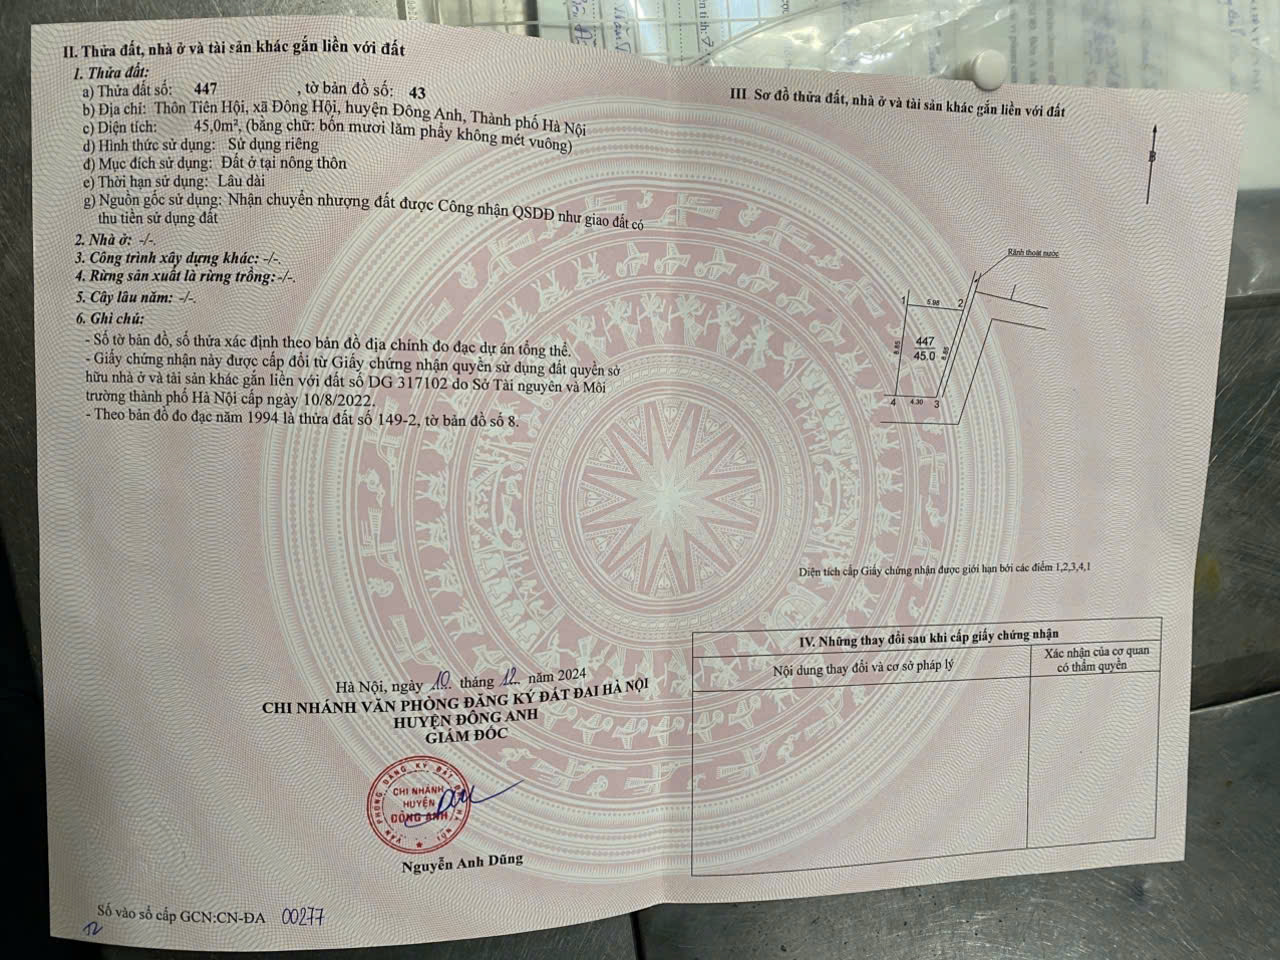 II. Thửa đất, nhà ở và tài sản khác gắn liền với đất
1. Thửa đất:
a) Thửa đất số: 447 , tờ bản đồ số: 43
b) Địa chỉ: Thôn Tiên Hội, xã Đông Hội, huyện Đông Anh, Thành phố Hà Nội
c) Diện tích: 45,0m², (bằng chữ: bốn mươi lăm phẩy không mét vuông)
d) Hình thức sử dụng: Sử dụng riêng
đ) Mục đích sử dụng: Đất ở tại nông thôn
e) Thời hạn sử dụng: Lâu dài
g) Nguồn gốc sử dụng: Nhận chuyển nhượng đất được Công nhận QSDĐ như giao đất có
thu tiền sử dụng đất
2. Nhà ở: -/-.
3. Công trình xây dựng khác: -/-.
4. Rừng sản xuất là rừng trồng: -/-.
5. Cây lâu năm: -/-.
6. Ghi chú:
- Số tờ bản đồ, số thửa xác định theo bản đồ địa chính đo đạc dự án tổng thể.
- Giấy chứng nhận này được cấp đổi từ Giấy chứng nhận quyền sử dụng đất quyền sở
hữu nhà ở và tài sản khác gắn liền với đất số DG 317102 do Sở Tài nguyên và Môi
trường thành phố Hà Nội cấp ngày 10/8/2022.
- Theo bản đồ đo đạc năm 1994 là thửa đất số 149-2, tờ bản đồ số 8.
Hà Nội, ngày 10 tháng 12 năm 2024
CHI NHÁNH VĂN PHÒNG ĐĂNG KÝ ĐẤT ĐAI HÀ NỘI
HUYỆN ĐÔNG ANH
GIÁM ĐỐC
VĂN PHÒNG ĐĂNG KÝ ĐẤT ĐAI HÀ NỘI
CHI NHÁNH
HUYỆN
ĐÔNG ANH
Nguyễn Anh Dũng
Số vào sổ cấp GCN:CN-ĐA 00277
12
III Sơ đồ thửa đất, nhà ở và tài sản khác gắn liền với đất
B
Rãnh thoát nước
1 5.98 2
447
45.0
8.85
8.85
4 4.30 3
Diện tích cấp Giấy chứng nhận được giới hạn bởi các điểm 1,2,3,4,1
IV. Những thay đổi sau khi cấp giấy chứng nhận
Nội dung thay đổi và cơ sở pháp lý
Xác nhận của cơ quan
có thẩm quyền